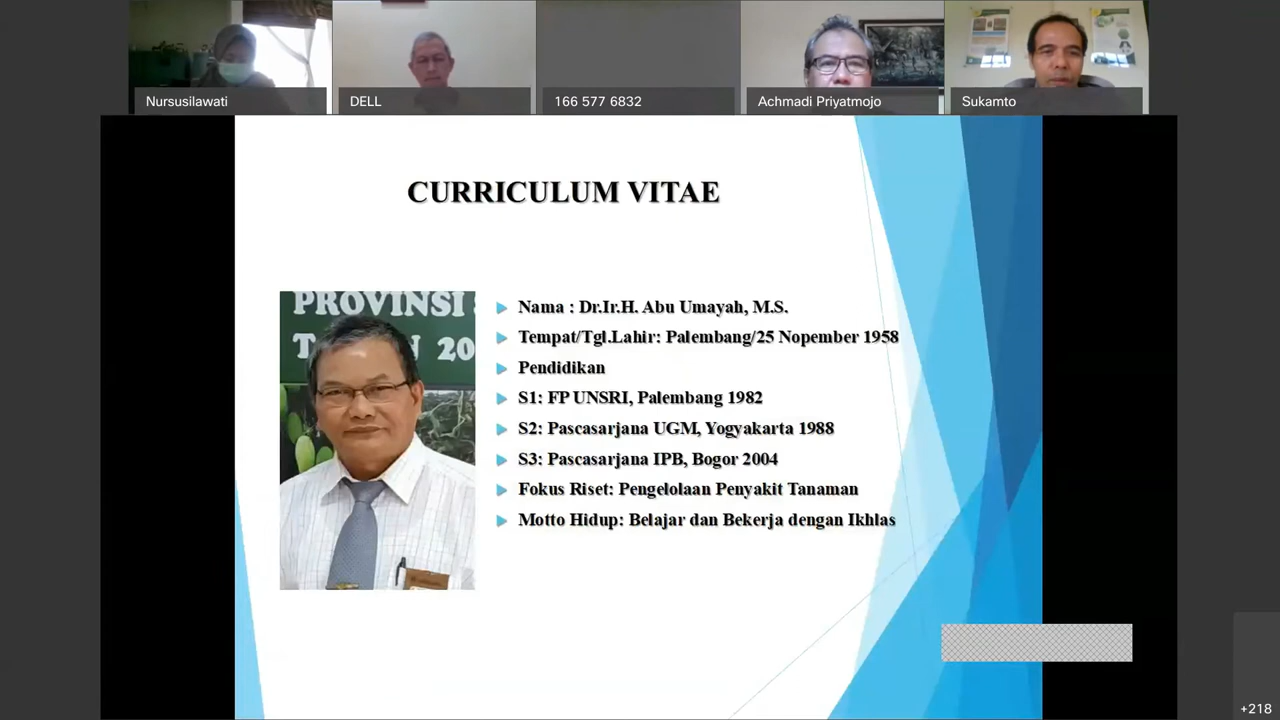 Nursusilawati
DELL
166 577 6832
Achmadi Priyatmojo
Sukamto
CURRICULUM VITAE
PROVINSI
20
Nama : Dr.Ir.H. Abu Umayah, M.S.
Tempat/Tgl.Lahir: Palembang/25 Nopember 1958
Pendidikan
S1: FP UNSRI, Palembang 1982
S2: Pascasarjana UGM, Yogyakarta 1988
S3: Pascasarjana IPB, Bogor 2004
Fokus Riset: Pengelolaan Penyakit Tanaman
Motto Hidup: Belajar dan Bekerja dengan Ikhlas
+218